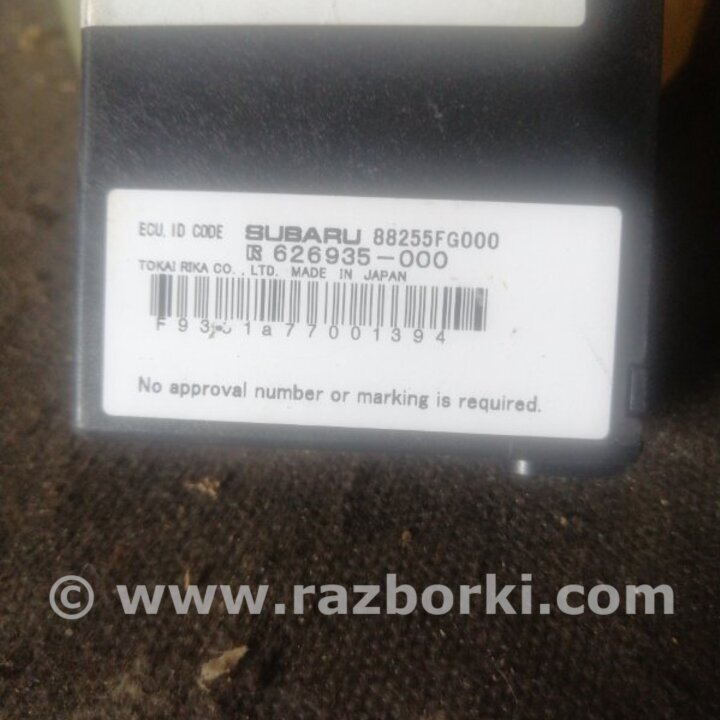 ECU. ID CODE SUBARU 88255FG000
626935-000
TOKAI RIKA CO., LTD. MADE IN JAPAN
No approval number or marking is required.
© www.razborki.com